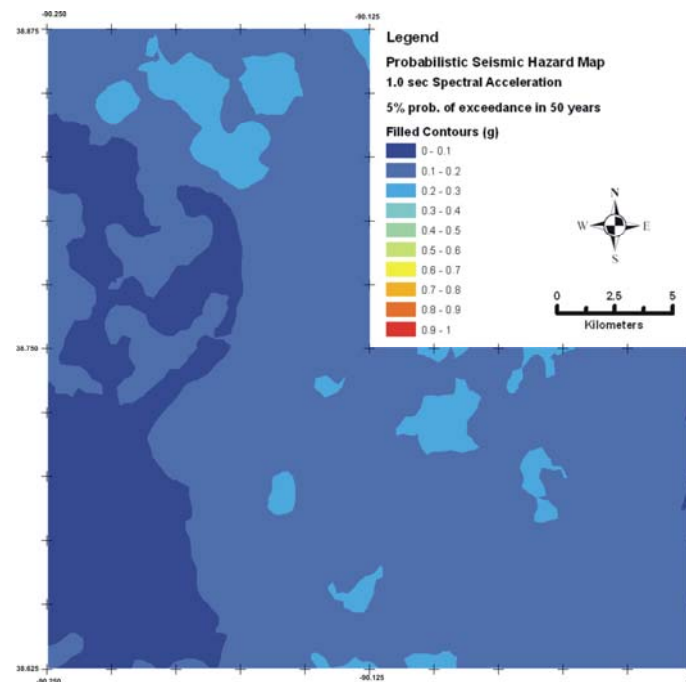 -90.250
-90.125
38.875
Legend
Probabilistic Seismic Hazard Map
1.0 sec Spectral Acceleration
5% prob. of exceedance in 50 years
Filled Contours (g)
0 - 0.1
0.1 - 0.2
0.2 - 0.3
0.3 - 0.4
0.4 - 0.5
0.5 - 0.6
0.6 - 0.7
0.7 - 0.8
0.8 - 0.9
0.9 - 1
N
W E
S
0 2.5 5
Kilometers
38.750
38.625
-90.250
-90.125